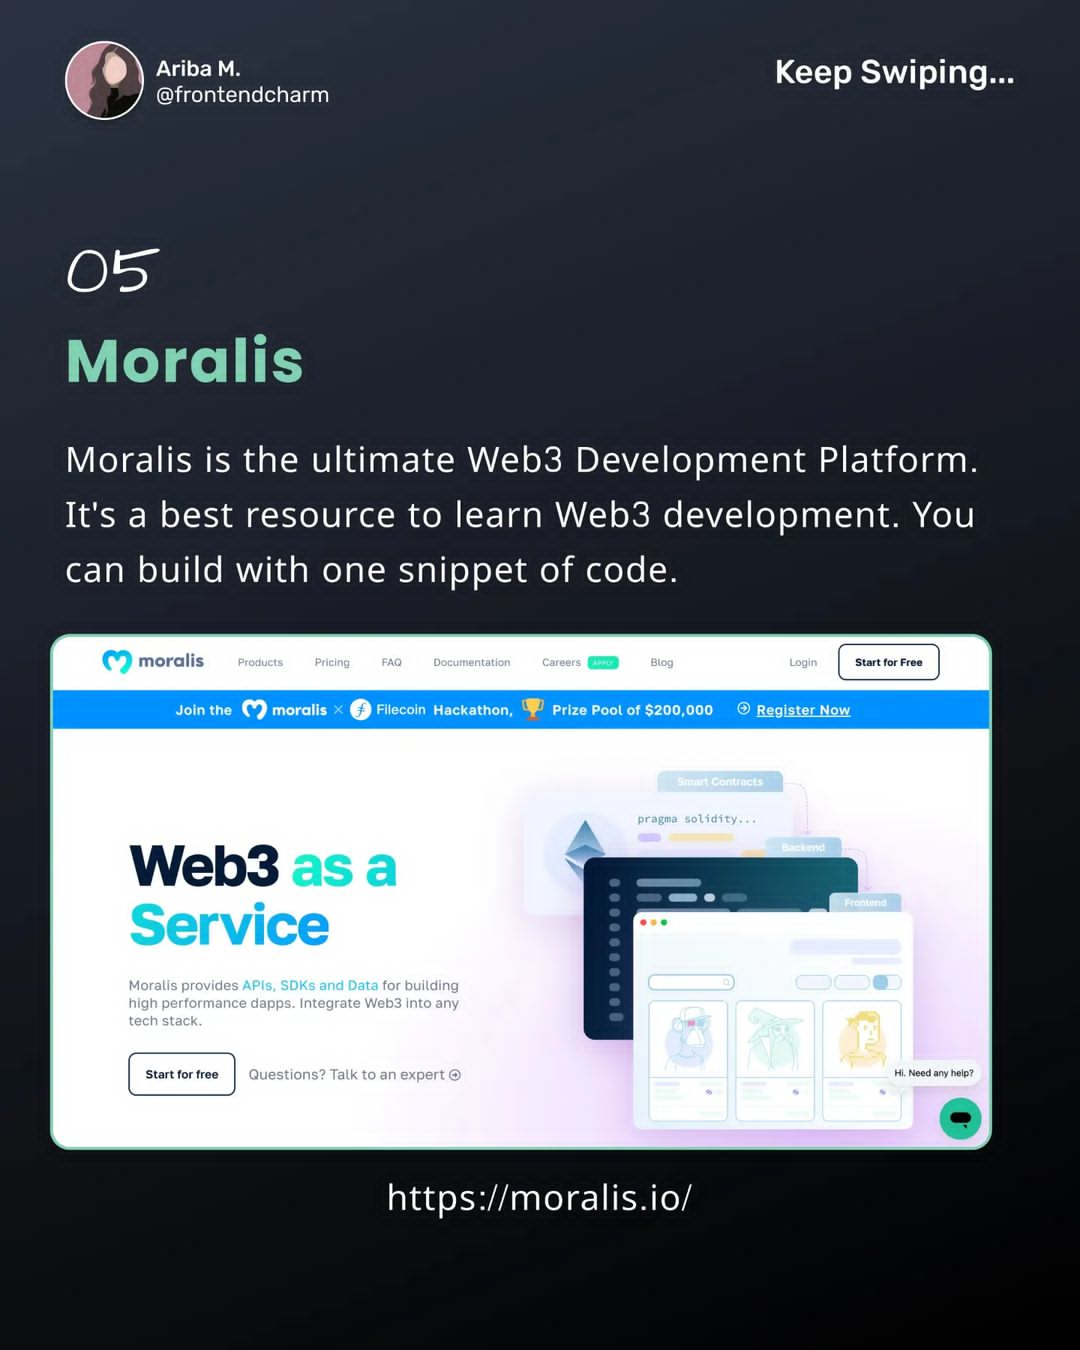 Ariba M.
@frontendcharm
Keep Swiping...
05
Moralis
Moralis is the ultimate Web3 Development Platform.
It's a best resource to learn Web3 development. You
can build with one snippet of code.
moralis Products Pricing FAQ Documentation Careers APPLY Blog Login Start for Free
Join the moralis × Filecoin Hackathon, Prize Pool of $200,000 Register Now
Smart Contracts
pragma solidity...
Backend
Frontend
Web3 as a
Service
Moralis provides APIs, SDKs and Data for building
high performance dapps. Integrate Web3 into any
tech stack.
Start for free Questions? Talk to an expert
Hi. Need any help?
https://moralis.io/